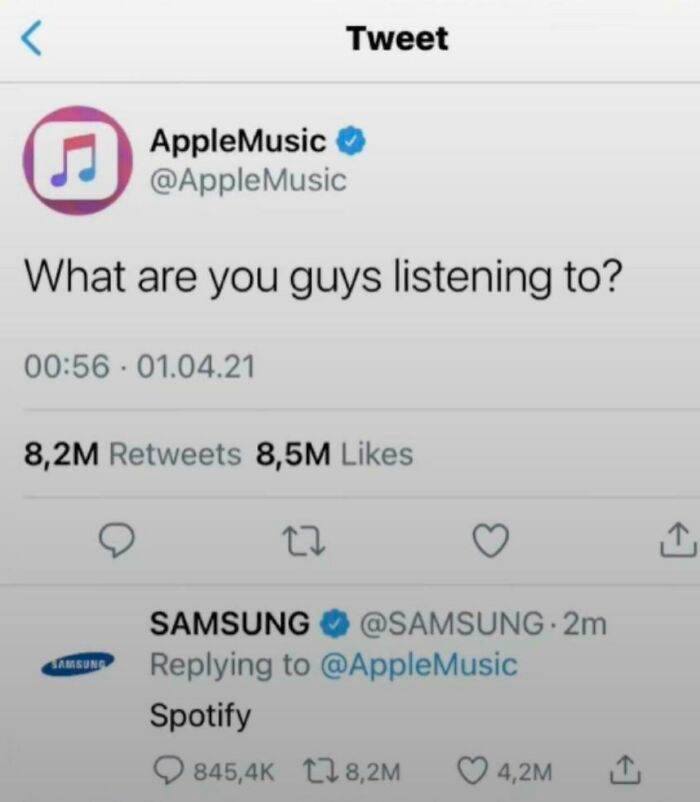 Tweet
AppleMusic
@AppleMusic
What are you guys listening to?
00:56 · 01.04.21
8,2M Retweets 8,5M Likes
SAMSUNG @SAMSUNG · 2m
SAMSUNG
Replying to @AppleMusic
Spotify
845,4K 8,2M 4,2M